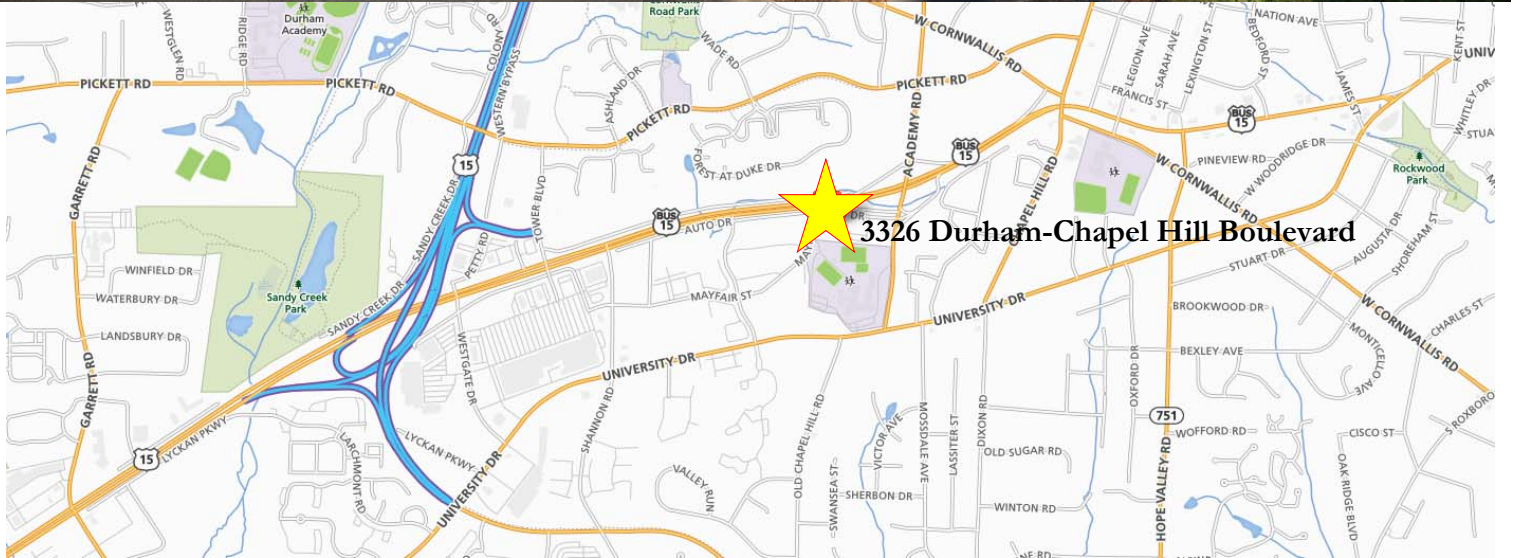 Durham
Academy
Road Park
WESTGLEN RD
RIDGE RD
COLONY RD
WESTERN BYPASS
WADE RD
W CORNWALLIS RD
NATION AVE
KENT ST
UNIV
LEGION AVE
SARAH AVE
LEXINGTON ST
BEDFORD ST
PICKETT RD
PICKETT RD
ASHLAND DR
PICKETT RD
PICKETT RD
FRANCIS ST
JAMES ST
WHITLEY DR
STUA
BUS
15
GARRETT RD
15
ACADEMY RD
BUS
15
FOREST AT DUKE DR
PINEVIEW RD
W WOODRIDGE DR
Rockwood
Park
W CORNWALLIS RD
SANDY CREEK DR
TOWER BLVD
PETTY RD
BUS
15
AUTO DR
DR
3326 Durham-Chapel Hill Boulevard
CHAPEL HILL RD
AUGUSTA DR
SHOREHAM ST
STUART DR
WINFIELD DR
WATERBURY DR
LANDSBURY DR
Sandy Creek
Park
SANDY CREEK DR
MAYFAIR ST
UNIVERSITY DR
BROOKWOOD DR
W CORNWALLIS RD
CHARLES ST
MONTICELLO AVE
BEXLEY AVE
GARRETT RD
WESTGATE DR
UNIVERSITY DR
SHANNON RD
OXFORD DR
751
HOPE VALLEY RD
WOFFORD RD
CISCO ST
S ROXBORO
OAK RIDGE BLVD
15
LYCKAN PKWY
LARCHMONT RD
LYCKAN PKWY
UNIVERSITY DR
VALLEY RUN
OLD CHAPEL HILL RD
SWANSEA ST
VICTOR AVE
MOSSDALE AVE
LASSITER ST
DIXON RD
OLD SUGAR RD
SHERBON DR
WINTON RD